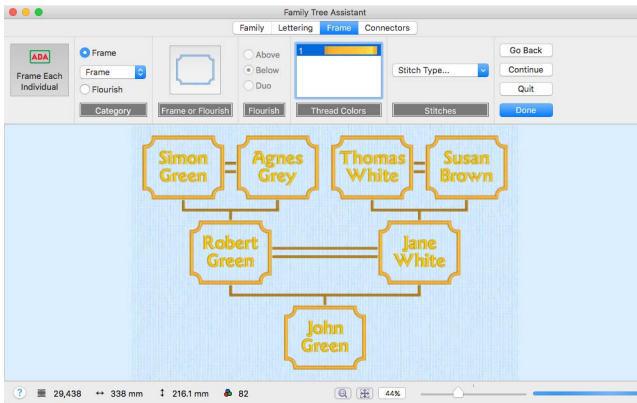 Family Tree Assistant
Family Lettering Frame Connectors
ADA
Frame Each
Individual
Frame
Frame
Flourish
Category
Frame or Flourish
Above
Below
Duo
Flourish
1
Thread Colors
Stitch Type...
Stitches
Go Back
Continue
Quit
Done
Simon
Green
Agnes
Grey
Thomas
White
Susan
Brown
Robert
Green
Jane
White
John
Green
? 29,438 338 mm 216.1 mm 82 44%